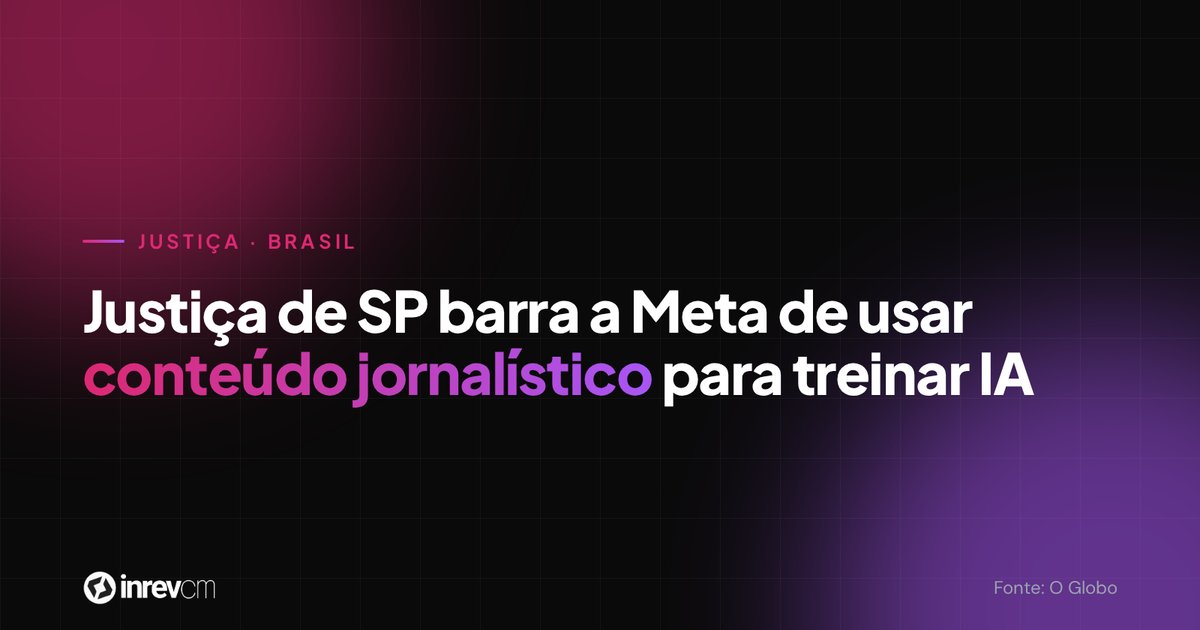 JUSTIÇA · BRASIL
Justiça de SP barra a Meta de usar
conteúdo jornalístico para treinar IA
inrevcm
Fonte: O Globo